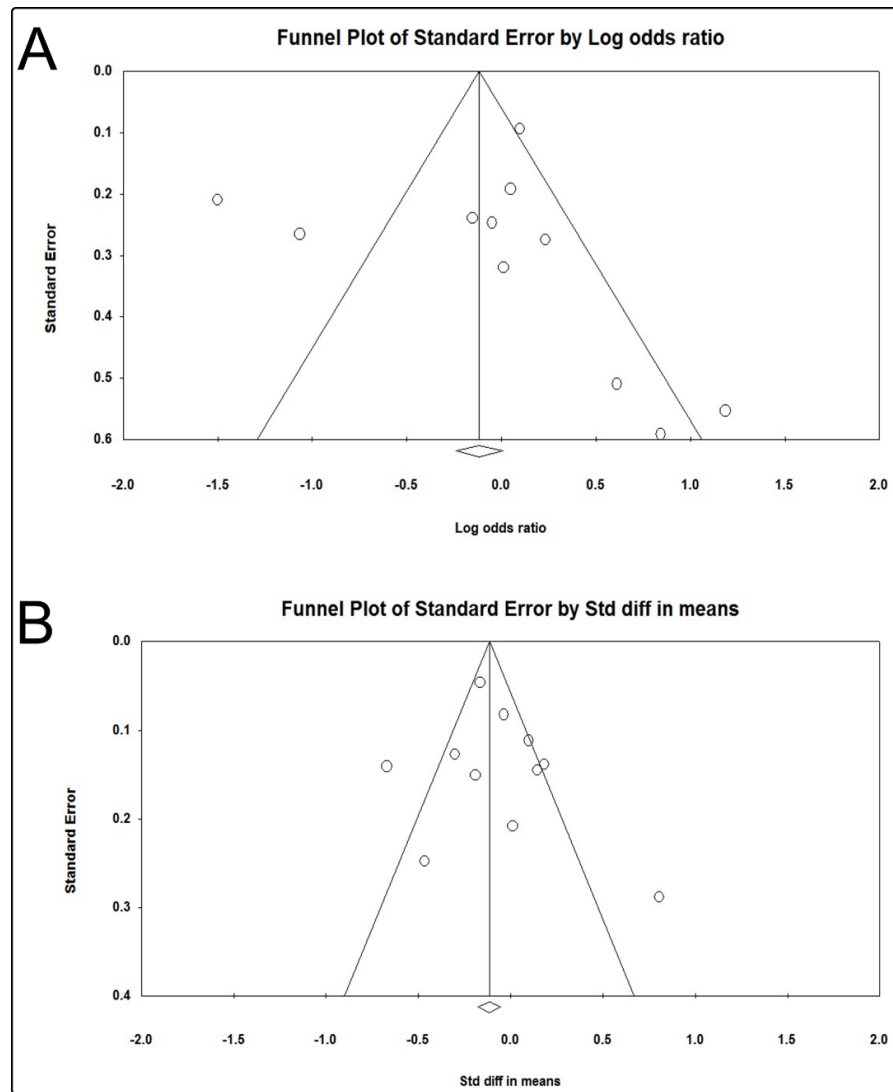 A
Funnel Plot of Standard Error by Log odds ratio
0.0
0.1
0.2
0.3
0.4
0.5
0.6
Standard Error
-2.0 -1.5 -1.0 -0.5 0.0 0.5 1.0 1.5 2.0
Log odds ratio
B
Funnel Plot of Standard Error by Std diff in means
0.0
0.1
0.2
0.3
0.4
Standard Error
-2.0 -1.5 -1.0 -0.5 0.0 0.5 1.0 1.5 2.0
Std diff in means